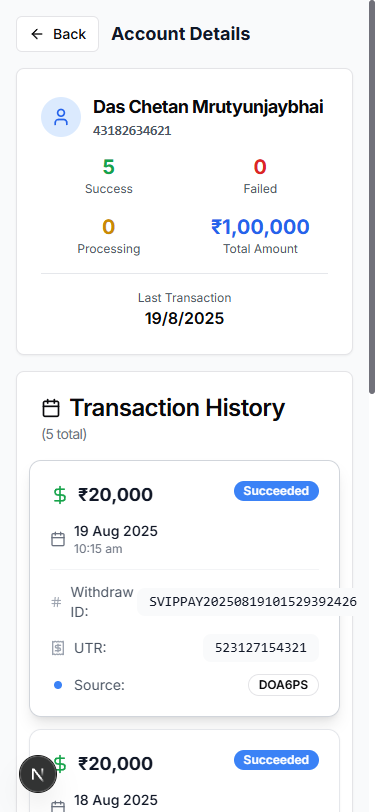 Back Account Details
Das Chetan Mrutyunjaybhai
43182634621
5 0
Success Failed
0 ₹1,00,000
Processing Total Amount
Last Transaction
19/8/2025
Transaction History
(5 total)
$ ₹20,000 Succeeded
19 Aug 2025
10:15 am
# Withdraw ID: SVIPPAY20250819101529392426
UTR: 523127154321
Source: DOA6PS
$ ₹20,000 Succeeded
18 Aug 2025
N